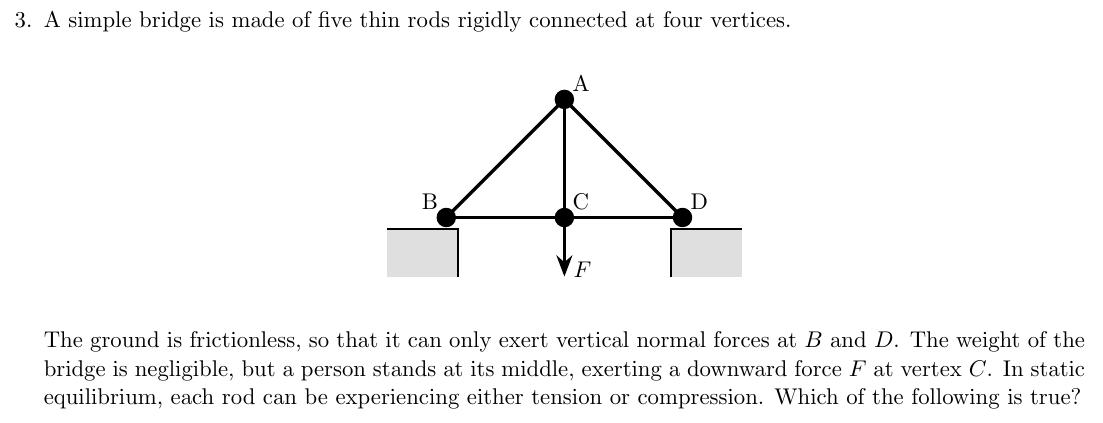 3. A simple bridge is made of five thin rods rigidly connected at four vertices.
A
B
C
D
F
The ground is frictionless, so that it can only exert vertical normal forces at B and D. The weight of the
bridge is negligible, but a person stands at its middle, exerting a downward force F at vertex C. In static
equilibrium, each rod can be experiencing either tension or compression. Which of the following is true?